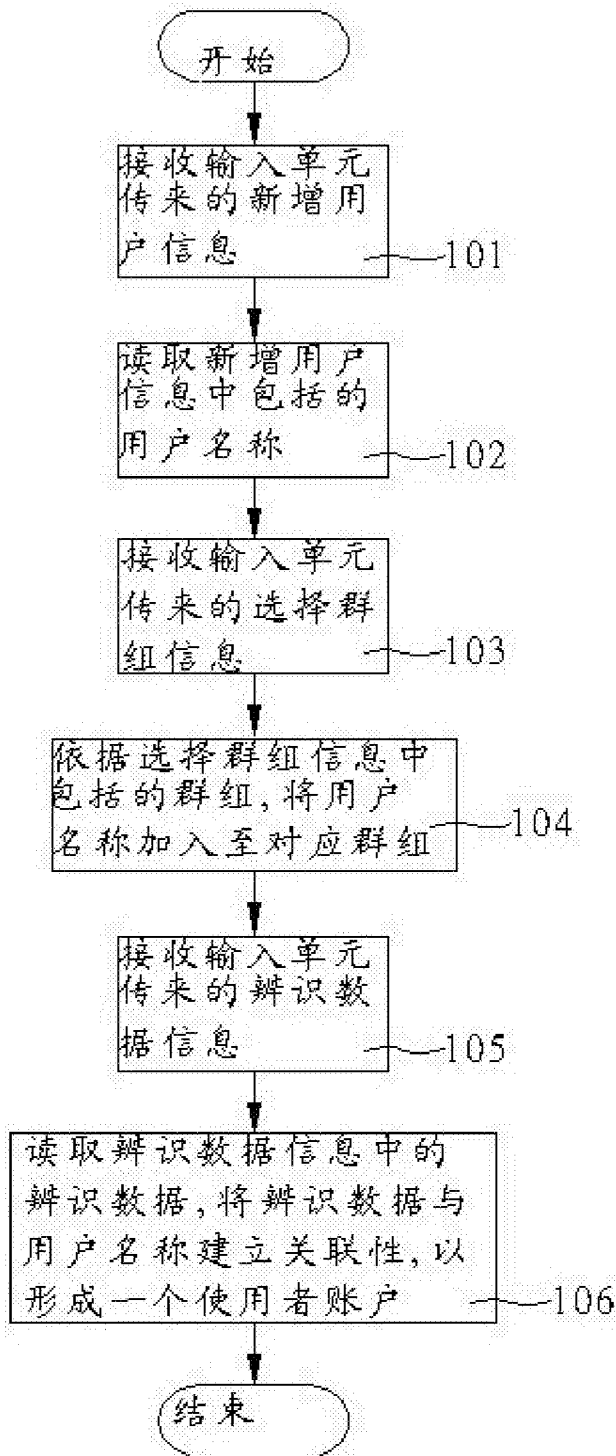 开始
接收输入单元
传来的新增用
户信息
101
读取新增用户
信息中包括的
用户名称
102
接收输入单元
传来的选择群
组信息
103
依据选择群组信息中
包括的群组,将用户
名称加入至对应群组
104
接收输入单元
传来的辨识数
据信息
105
读取辨识数据信息中的
辨识数据,将辨识数据与
用户名称建立关联性,以
形成一个使用者账户
106
结束